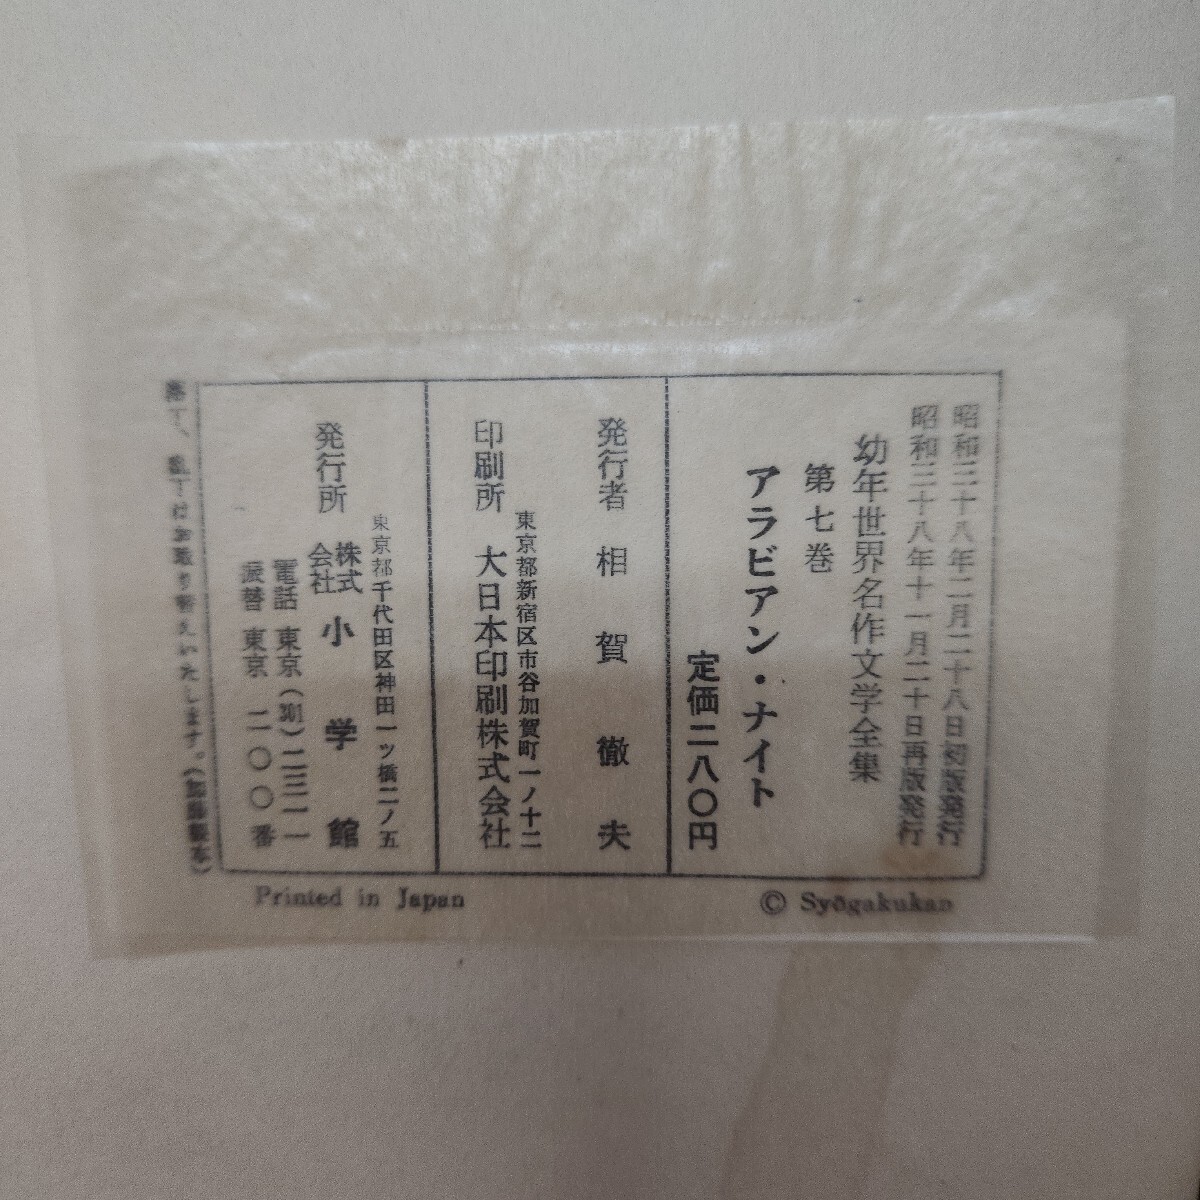 昭和三十八年二月二十八日初版発行
昭和三十八年十一月二十日再版発行
幼年世界名作文学全集
第七巻
アラビアン・ナイト
定価二八〇円
発行者 相賀徹夫
東京都新宿区市谷加賀町一ノ十二
印刷所 大日本印刷株式会社
東京都千代田区神田一ツ橋二ノ五
発行所 株式会社 小学館
電話 東京(301)二三一一
振替 東京 二〇〇番
落丁、乱丁はお取り替えいたします。(加藤製本)
© Syōgakukan
Printed in Japan